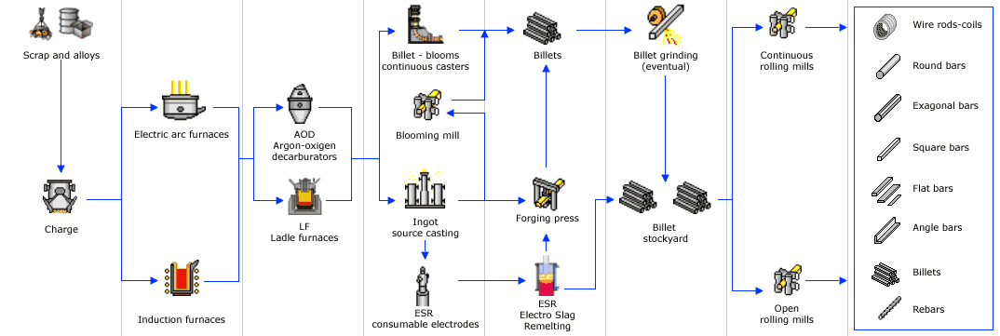 Scrap and alloys
Charge
Electric arc furnaces
Induction furnaces
AOD
Argon-oxigen
decarburators
LF
Ladle furnaces
Billet - blooms
continuous casters
Blooming mill
Ingot
source casting
ESR
consumable electrodes
Billets
Forging press
ESR
Electro Slag
Remelting
Billet grinding
(eventual)
Billet
stockyard
Continuous
rolling mills
Open
rolling mills
Wire rods-coils
Round bars
Exagonal bars
Square bars
Flat bars
Angle bars
Billets
Rebars